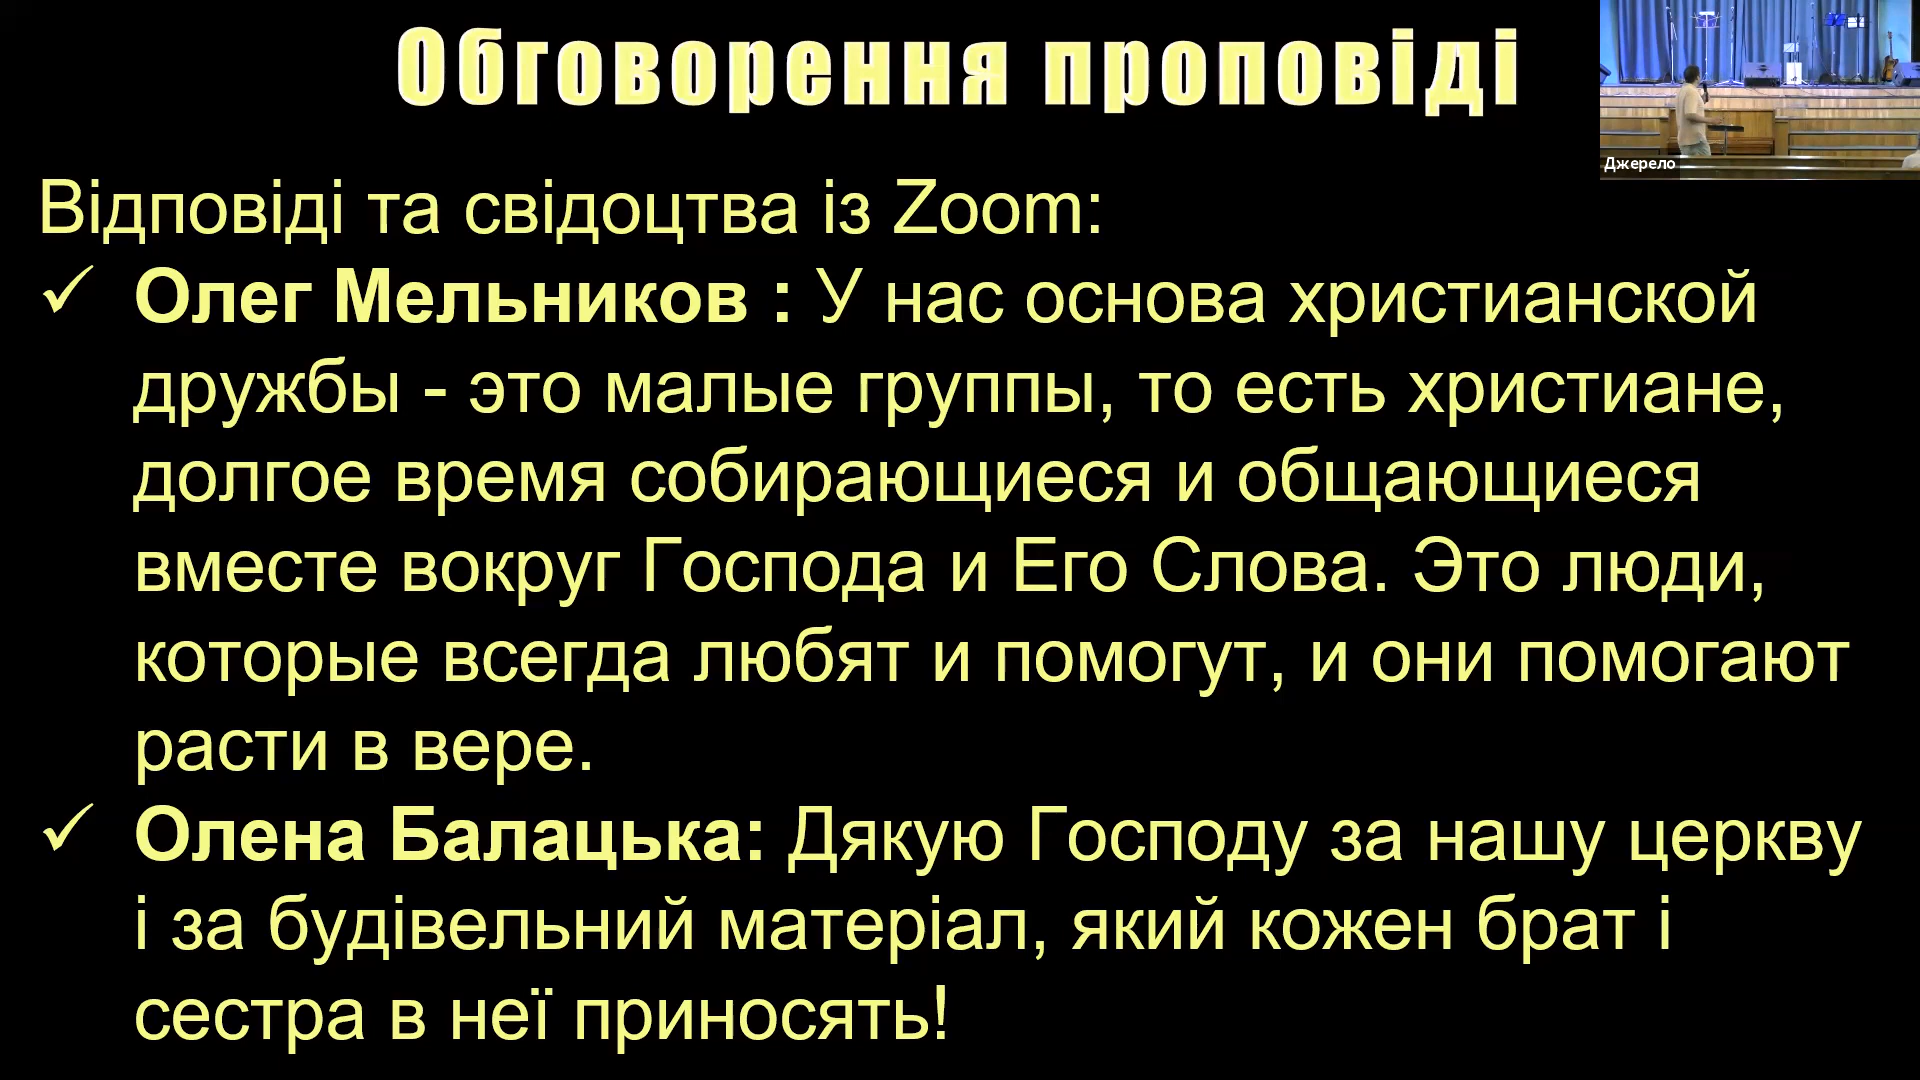 Обговорення проповіді
Джерело
Відповіді та свідоцтва із Zoom:
✓ Олег Мельников : У нас основа христианской
дружбы - это малые группы, то есть христиане,
долгое время собирающиеся и общающиеся
вместе вокруг Господа и Его Слова. Это люди,
которые всегда любят и помогут, и они помогают
расти в вере.
✓ Олена Балацька: Дякую Господу за нашу церкву
і за будівельний матеріал, який кожен брат і
сестра в неї приносять!